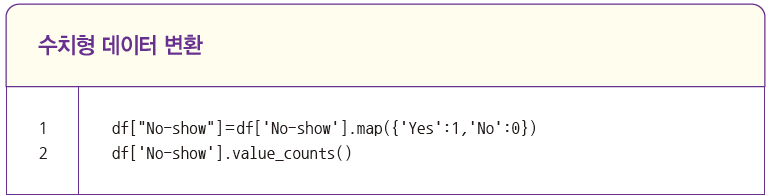 수치형 데이터 변환
1 df["No-show"]=df['No-show'].map({'Yes':1,'No':0})
2 df['No-show'].value_counts()